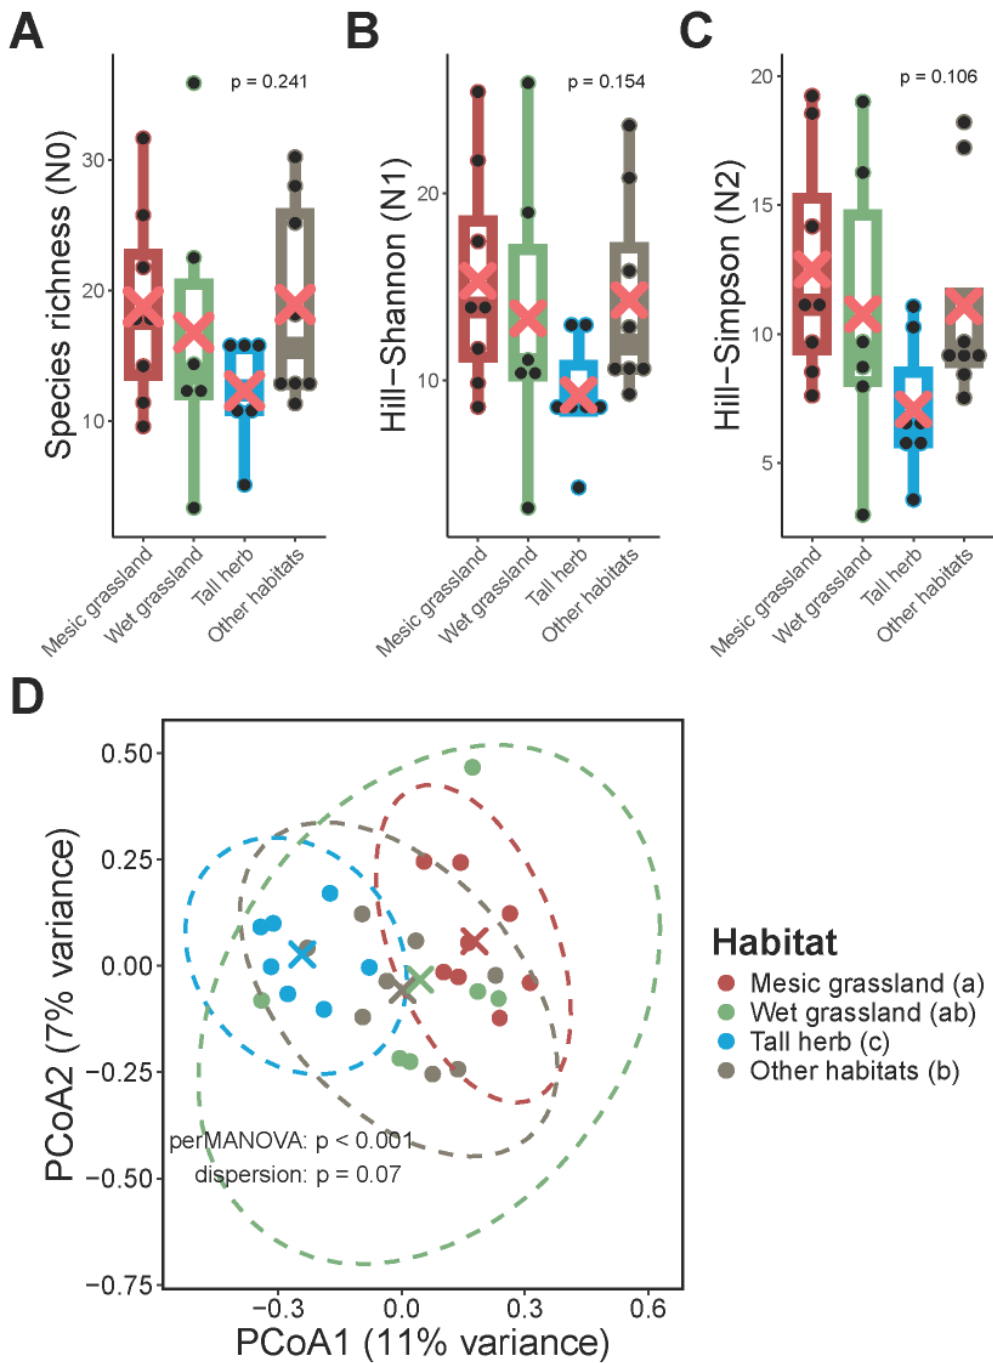 A
B
C
p = 0.241
p = 0.154
p = 0.106
Species richness (N0)
30
20
10
Hill−Shannon (N1)
20
10
Hill−Simpson (N2)
20
15
10
5
Mesic grassland
Wet grassland
Tall herb
Other habitats
Mesic grassland
Wet grassland
Tall herb
Other habitats
Mesic grassland
Wet grassland
Tall herb
Other habitats
D
PCoA2 (7% variance)
0.50
0.25
0.00
−0.25
−0.50
−0.75
perMANOVA: p < 0.001
dispersion: p = 0.07
−0.3
0.0
0.3
0.6
PCoA1 (11% variance)
Habitat
Mesic grassland (a)
Wet grassland (ab)
Tall herb (c)
Other habitats (b)